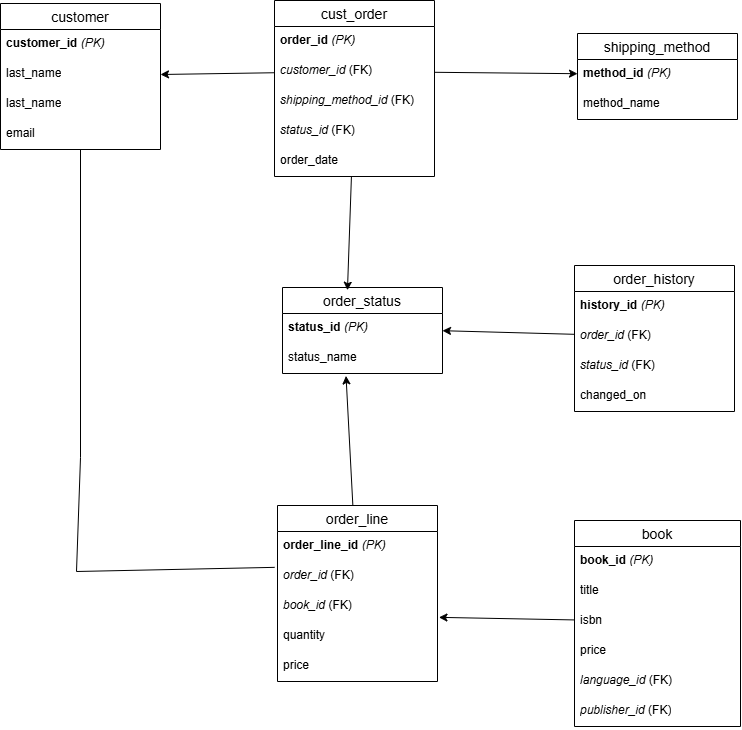 customer
customer_id (PK)
last_name
last_name
email
cust_order
order_id (PK)
customer_id (FK)
shipping_method_id (FK)
status_id (FK)
order_date
shipping_method
method_id (PK)
method_name
order_status
status_id (PK)
status_name
order_history
history_id (PK)
order_id (FK)
status_id (FK)
changed_on
order_line
order_line_id (PK)
order_id (FK)
book_id (FK)
quantity
price
book
book_id (PK)
title
isbn
price
language_id (FK)
publisher_id (FK)